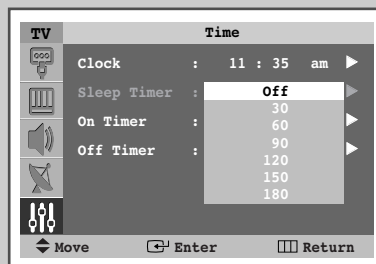 TV Time
Clock : 11 : 35 am
Sleep Timer : Off
30
On Timer : 60
90
Off Timer : 120
150
180
Move Enter Return